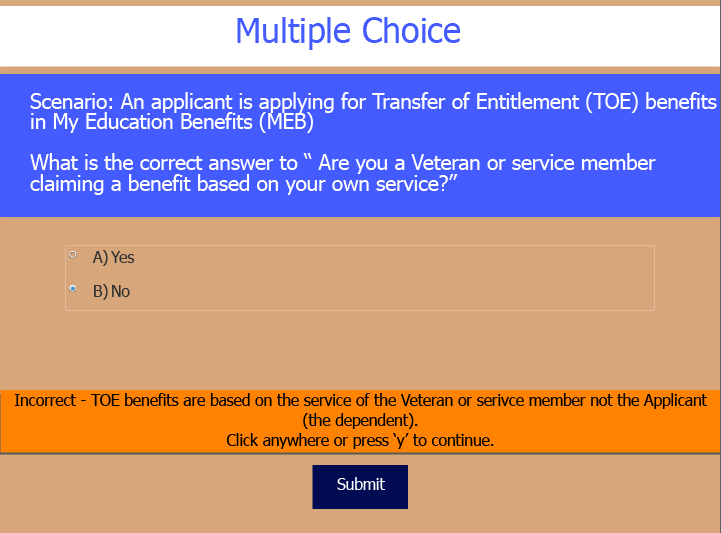 Multiple Choice
Scenario: An applicant is applying for Transfer of Entitlement (TOE) benefits
in My Education Benefits (MEB)
What is the correct answer to “ Are you a Veteran or service member
claiming a benefit based on your own service?”
A) Yes
B) No
Incorrect - TOE benefits are based on the service of the Veteran or serivce member not the Applicant
(the dependent).
Click anywhere or press ‘y’ to continue.
Submit